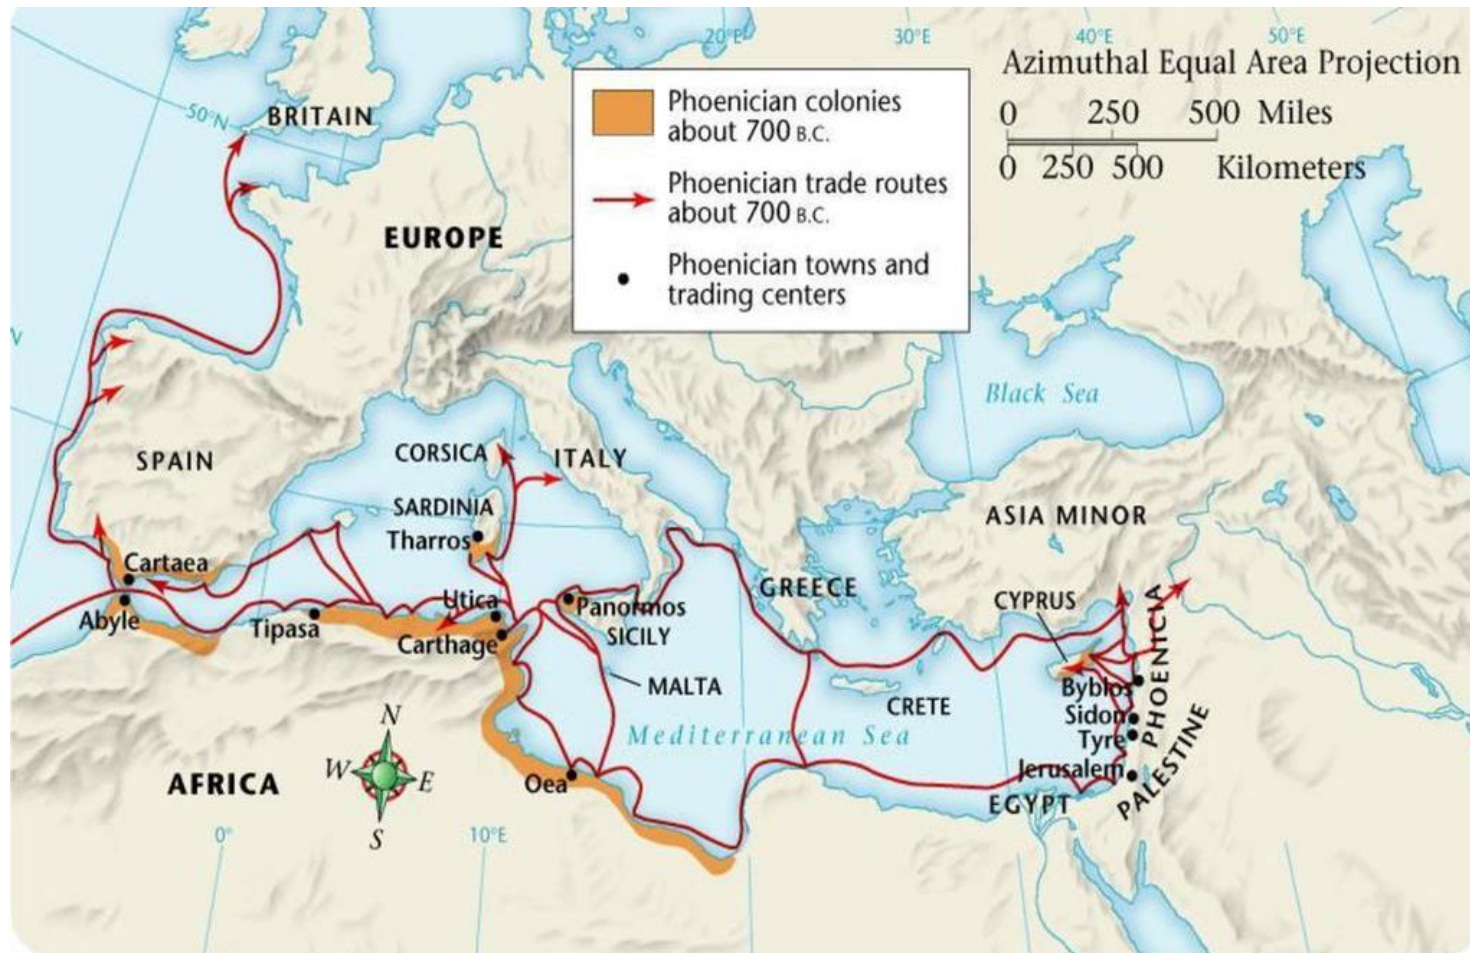 20°E
30°E
40°E
50°E
Azimuthal Equal Area Projection
0 250 500 Miles
0 250 500 Kilometers
Phoenician colonies
about 700 B.C.
Phoenician trade routes
about 700 B.C.
Phoenician towns and
trading centers
50°N
BRITAIN
EUROPE
N
Black Sea
SPAIN
CORSICA
ITALY
SARDINIA
Tharros
ASIA MINOR
Cartaea
GREECE
CYPRUS
PHOENICIA
Abyle
Tipasa
Utica
Carthage
Panormos
SICILY
MALTA
CRETE
Byblos
Sidon
Tyre
Jerusalem
PALESTINE
Mediterranean Sea
EGYPT
AFRICA
Oea
N
W E
S
0°
10°E